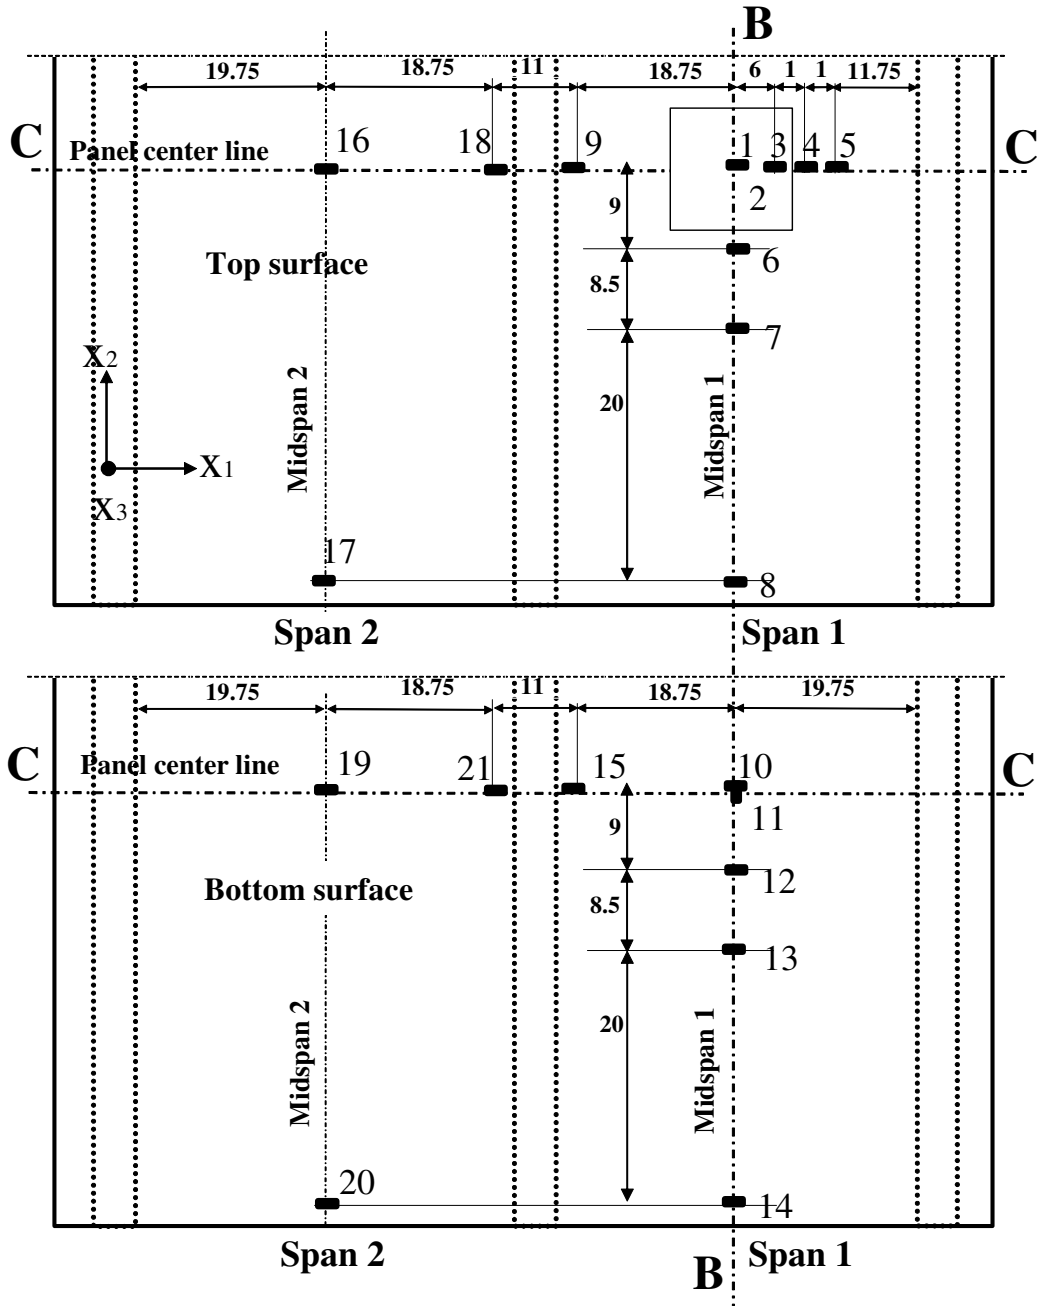 B
19.75
18.75
11
18.75
6
1
1
11.75
C
Panel center line
16
18
9
1
3
4
5
C
2
9
6
Top surface
8.5
7
X2
20
Midspan 2
Midspan 1
X1
X3
17
8
Span 2
Span 1
19.75
18.75
11
18.75
19.75
C
Panel center line
19
21
15
10
C
11
9
12
Bottom surface
8.5
13
20
Midspan 2
Midspan 1
20
14
Span 2
Span 1
B